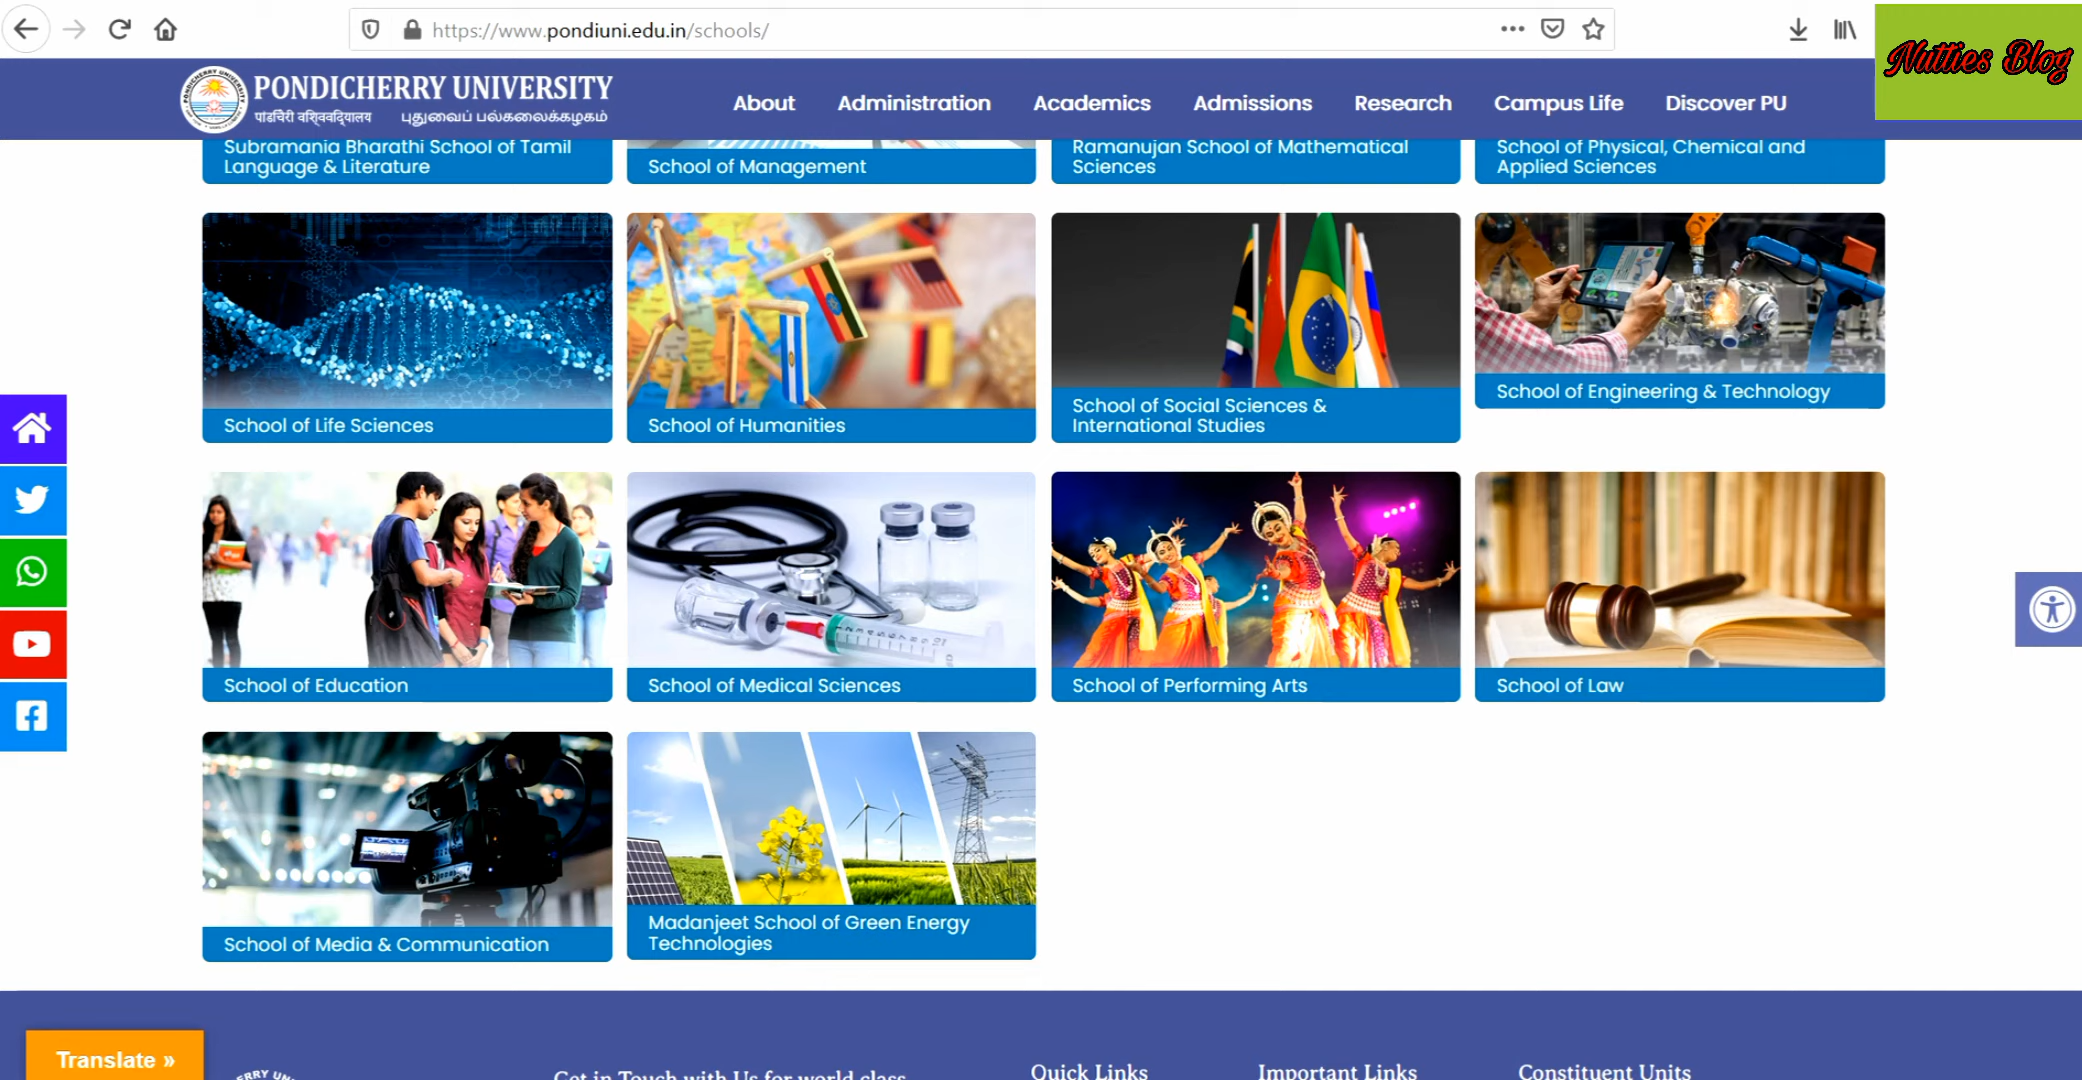 https://www.pondiuni.edu.in/schools/
Nutties Blog
PONDICHERRY UNIVERSITY
पांडिचेरी विश्वविद्यालय புதுவைப் பல்கலைக்கழகம்
About Administration Academics Admissions Research Campus Life Discover PU
Subramania Bharathi School of Tamil
Language & Literature
School of Management
Ramanujan School of Mathematical
Sciences
School of Physical, Chemical and
Applied Sciences
School of Life Sciences
School of Humanities
School of Social Sciences &
International Studies
School of Engineering & Technology
School of Education
School of Medical Sciences
School of Performing Arts
School of Law
School of Media & Communication
Madanjeet School of Green Energy
Technologies
Translate »
Get in Touch with Us for world class
Quick Links
Important Links
Constituent Units